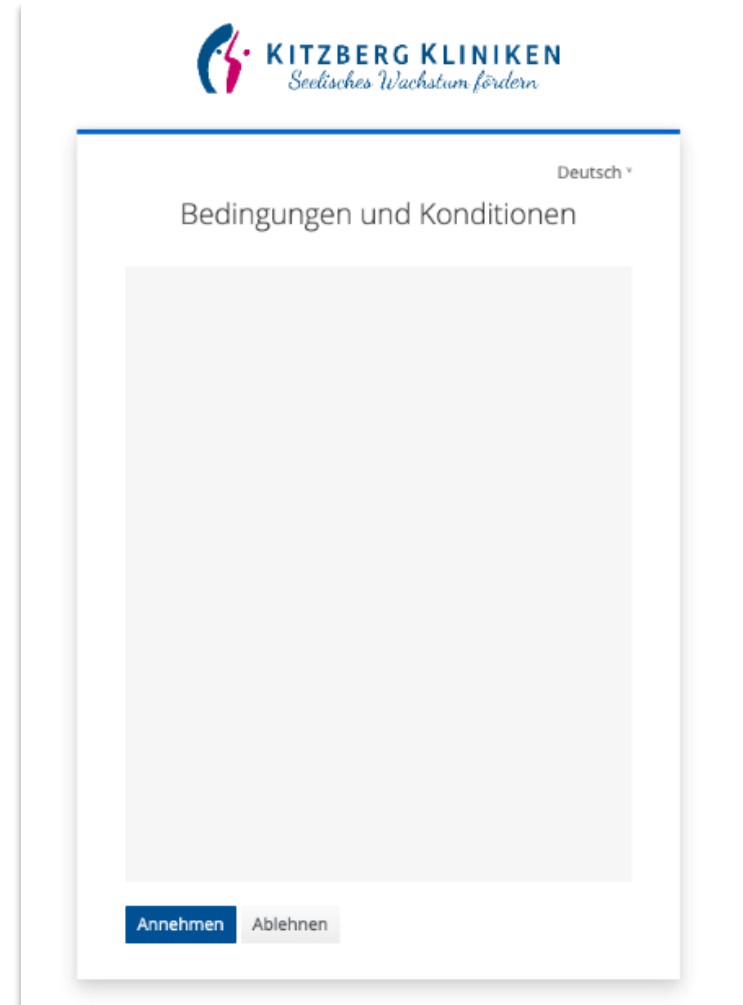 KITZBERG KLINIKEN
Seelisches Wachstum fördern
Deutsch
Bedingungen und Konditionen
Annehmen Ablehnen